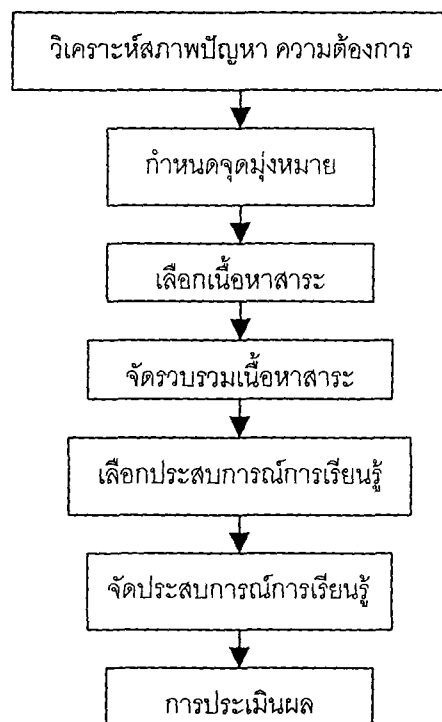 วิเคราะห์สภาพปัญหา ความต้องการ
กำหนดจุดมุ่งหมาย
เลือกเนื้อหาสาระ
จัดรวบรวมเนื้อหาสาระ
เลือกประสบการณ์การเรียนรู้
จัดประสบการณ์การเรียนรู้
การประเมินผล